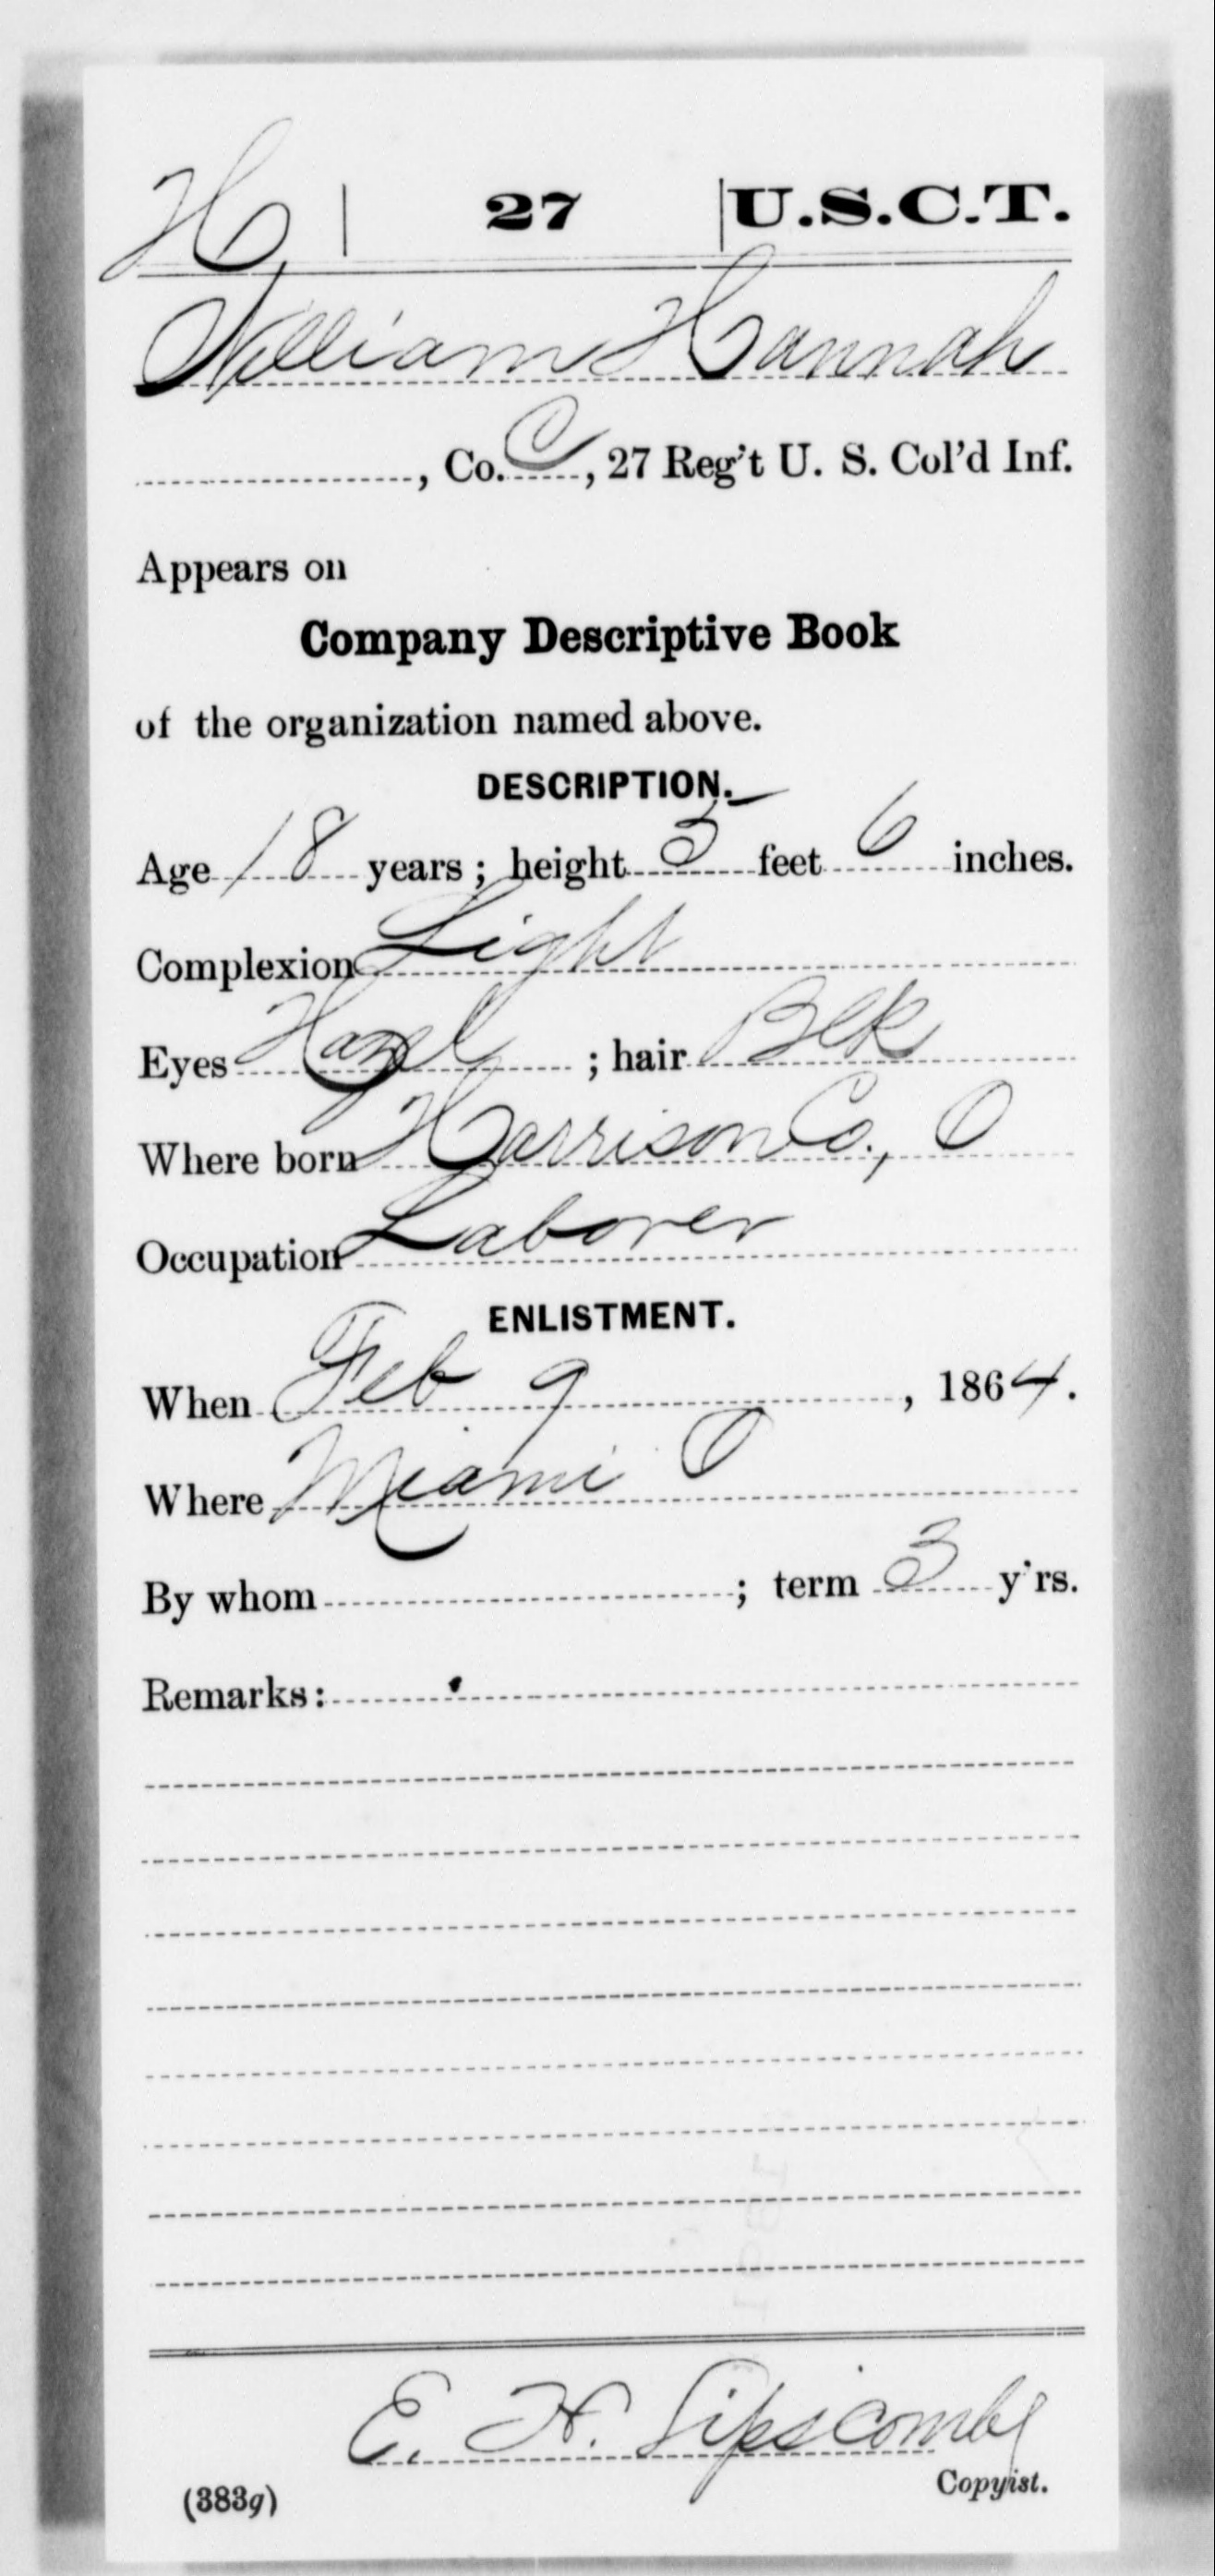 H | 27 | U.S.C.T.
William Hannah
, Co. C, 27 Reg't U. S. Col'd Inf.
Appears on
Company Descriptive Book
of the organization named above.
DESCRIPTION.
Age 18 years; height 5 feet 6 inches.
Complexion Light
Eyes Hazel; hair Blk
Where born Harrison Co., O
Occupation Laborer
ENLISTMENT.
When Feb 9, 1864.
Where Miami O
By whom ; term 3 y'rs.
Remarks:
E. H. Lipscomb
(383g) Copyist.